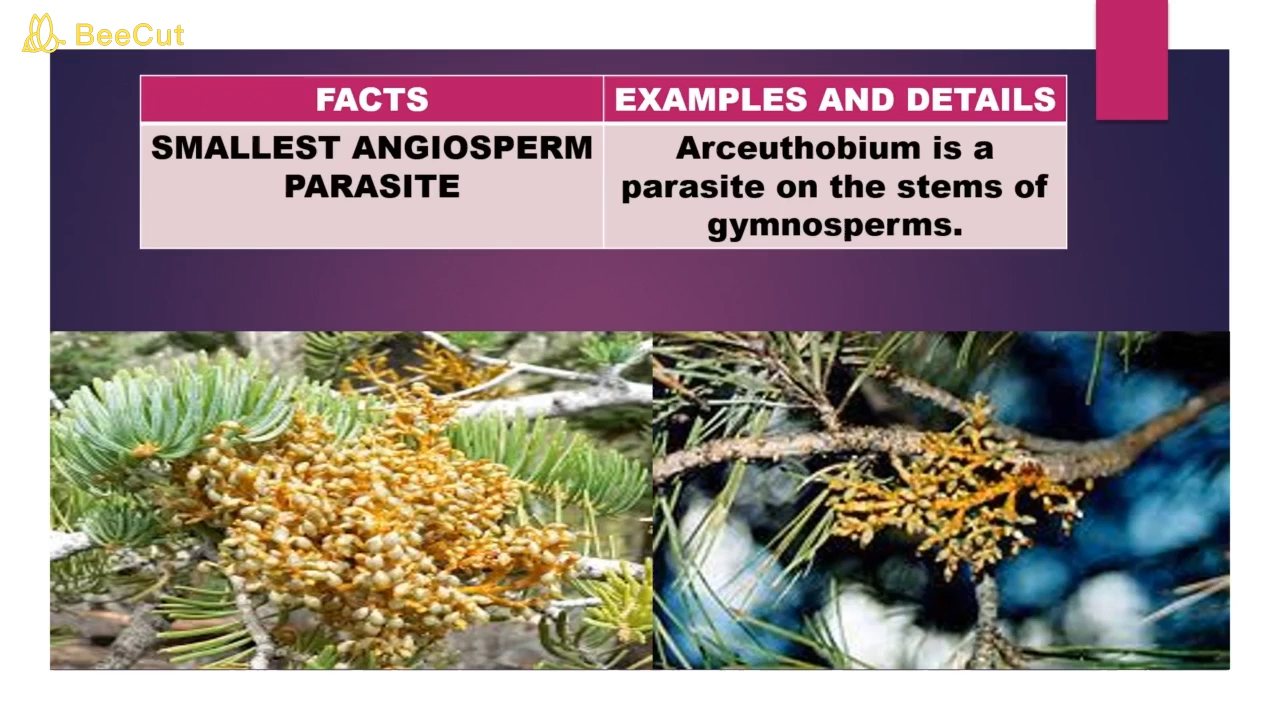 BeeCut
FACTS
EXAMPLES AND DETAILS
SMALLEST ANGIOSPERM
PARASITE
Arceuthobium is a
parasite on the stems of
gymnosperms.